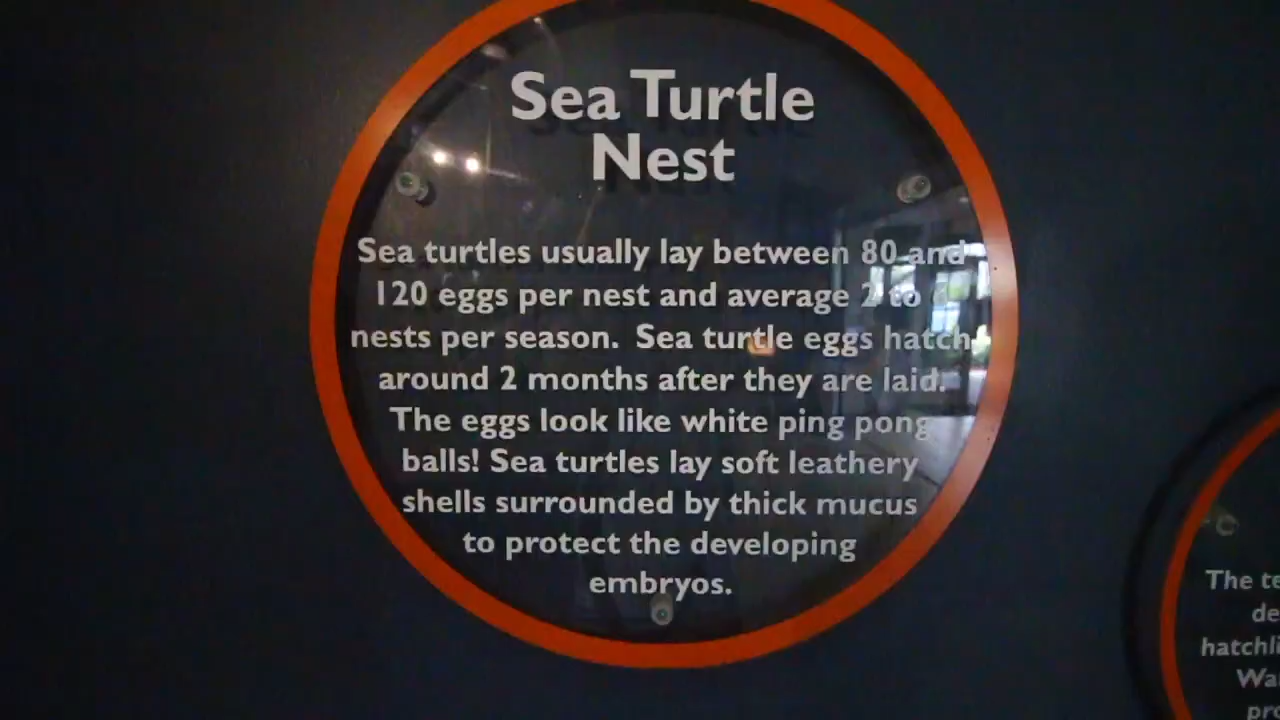 Sea Turtle
Nest
Sea turtles usually lay between 80 and
120 eggs per nest and average 2 to
nests per season. Sea turtle eggs hatch
around 2 months after they are laid.
The eggs look like white ping pong
balls! Sea turtles lay soft leathery
shells surrounded by thick mucus
to protect the developing
embryos.
The